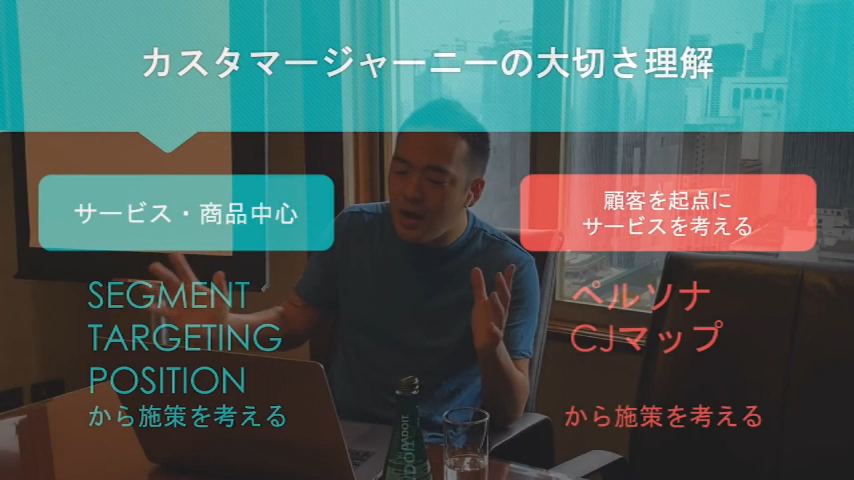 カスタマージャーニーの大切さ理解
サービス・商品中心
顧客を起点に
サービスを考える
SEGMENT
TARGETING
POSITION
から施策を考える
ペルソナ
CJマップ
から施策を考える
BADOIT